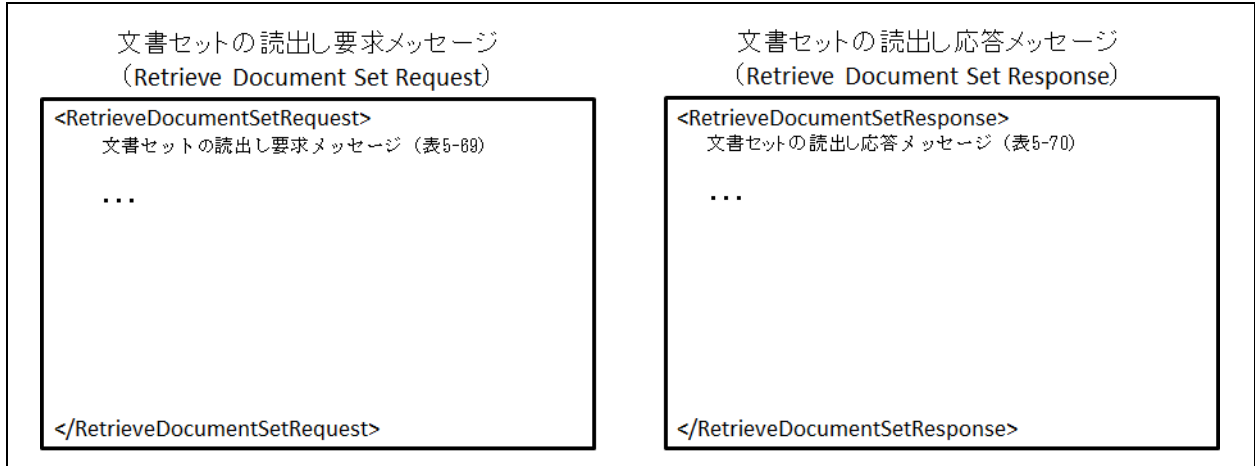 文書セットの読出し要求メッセージ
（Retrieve Document Set Request）
<RetrieveDocumentSetRequest>
文書セットの読出し要求メッセージ（表5-69）
...
</RetrieveDocumentSetRequest>
文書セットの読出し応答メッセージ
（Retrieve Document Set Response）
<RetrieveDocumentSetResponse>
文書セットの読出し応答メッセージ（表5-70）
...
</RetrieveDocumentSetResponse>